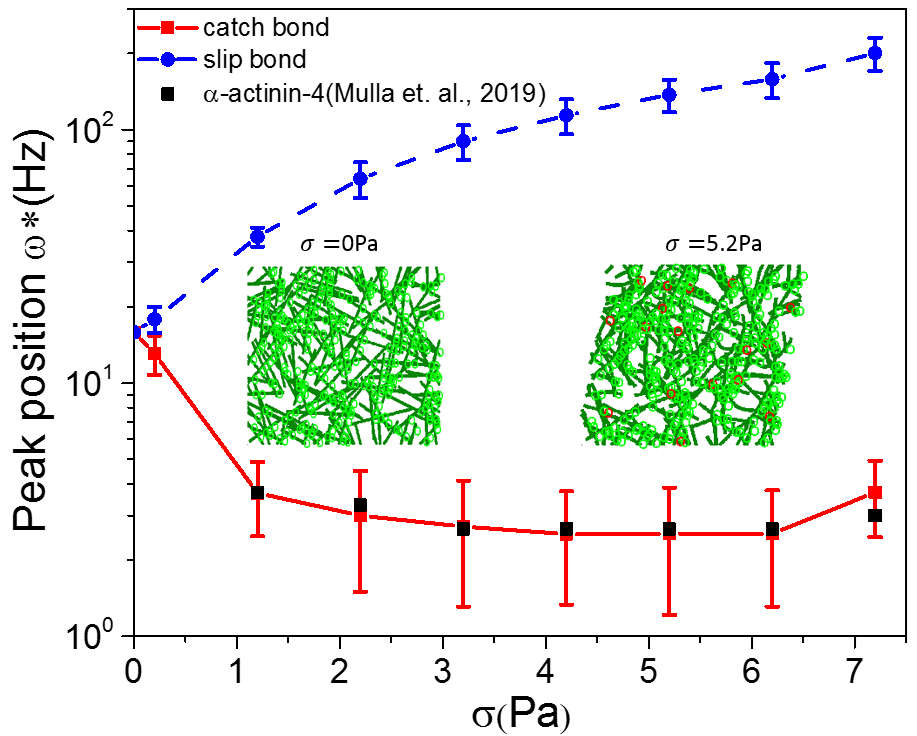 catch bond
slip bond
α-actinin-4(Mulla et. al., 2019)
Peak position ω*(Hz)
10²
10¹
10⁰
σ =0Pa
σ =5.2Pa
0 1 2 3 4 5 6 7
σ(Pa)